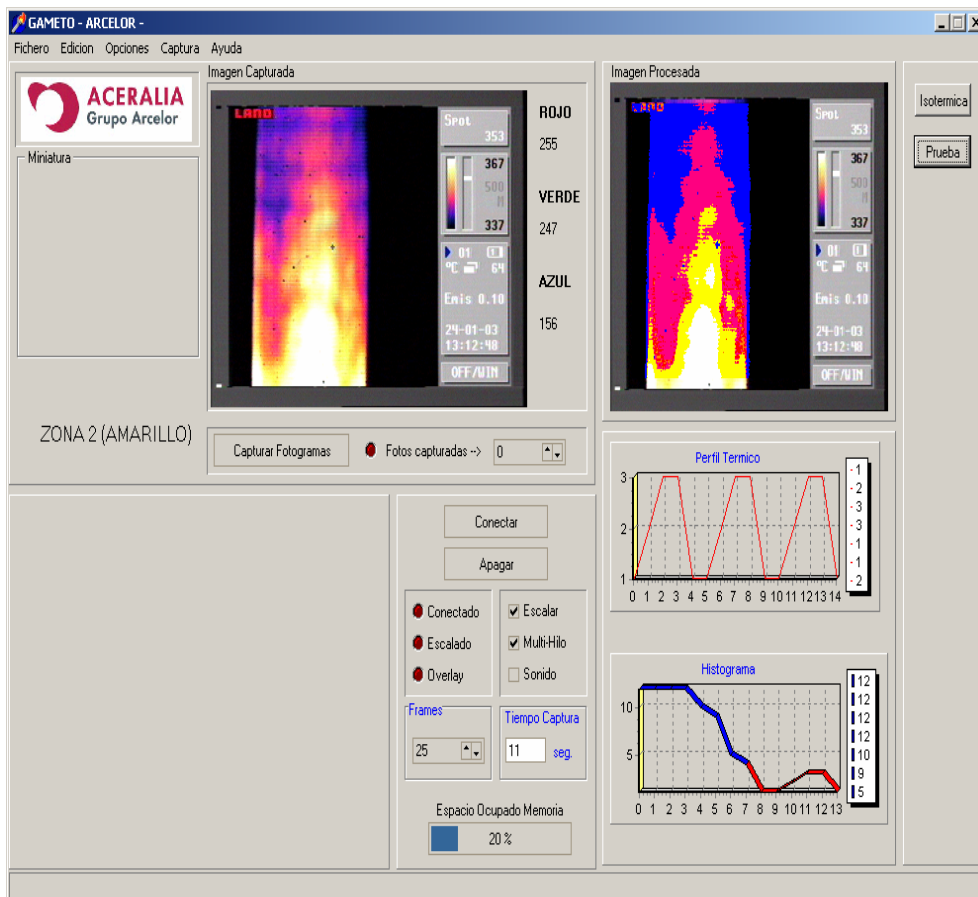 GAMETO - ARCELOR -
Fichero Edicion Opciones Captura Ayuda
ACERALIA
Grupo Arcelor
Miniatura
ZONA 2 (AMARILLO)
Imagen Capturada
LAND
Spot
353
367
500
M
337
01
ºC 64
Emis 0.10
24-01-03
13:12:48
OFF/WIN
ROJO
255
VERDE
247
AZUL
156
Capturar Fotogramas
Fotos capturadas -->
0
Imagen Procesada
LAND
Spot
353
367
500
M
337
01
ºC 64
Emis 0.10
24-01-03
13:12:48
OFF/WIN
Isotermica
Prueba
Conectar
Apagar
Conectado
Escalado
Overlay
Escalar
Multi-Hilo
Sonido
Frames
25
Tiempo Captura
11 seg.
Espacio Ocupado Memoria
20 %
Perfil Termico
3
2
1
0 1 2 3 4 5 6 7 8 9 10 11 12 13 14
1
2
3
3
1
1
2
Histograma
10
5
0 1 2 3 4 5 6 7 8 9 10 11 12 13
12
12
12
12
10
9
5